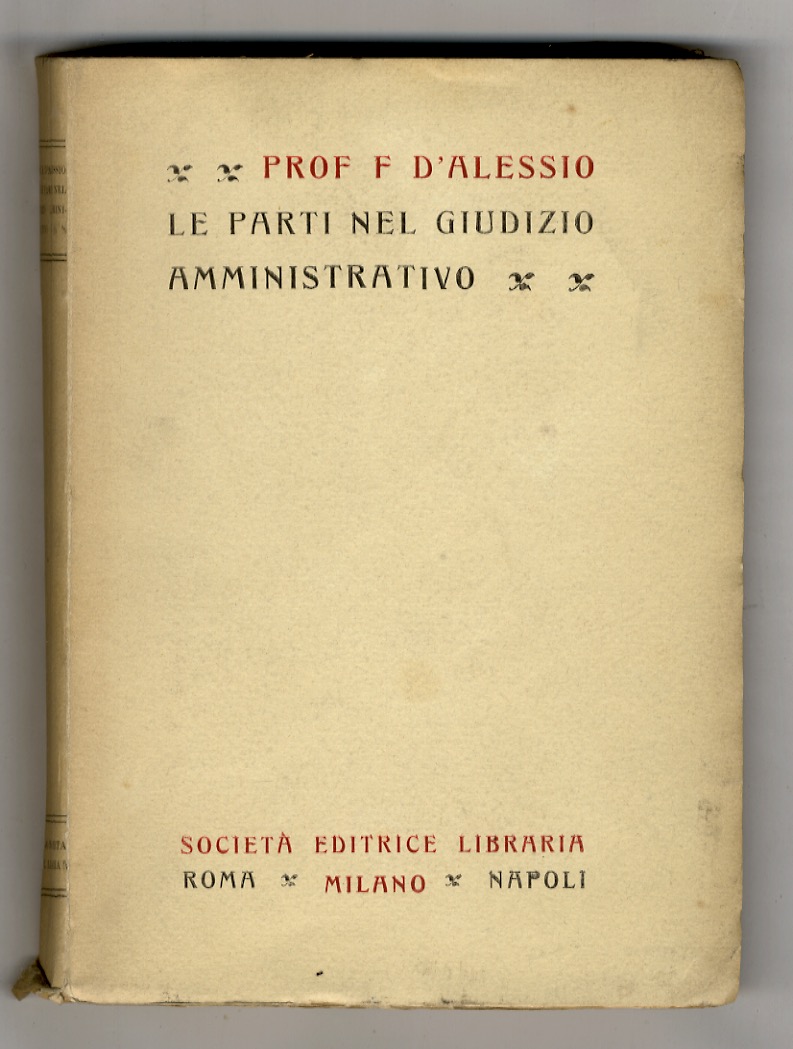 PROF F D'ALESSIO
LE PARTI NEL GIUDIZIO
AMMINISTRATIVO
SOCIETÀ EDITRICE LIBRARIA
ROMA MILANO NAPOLI